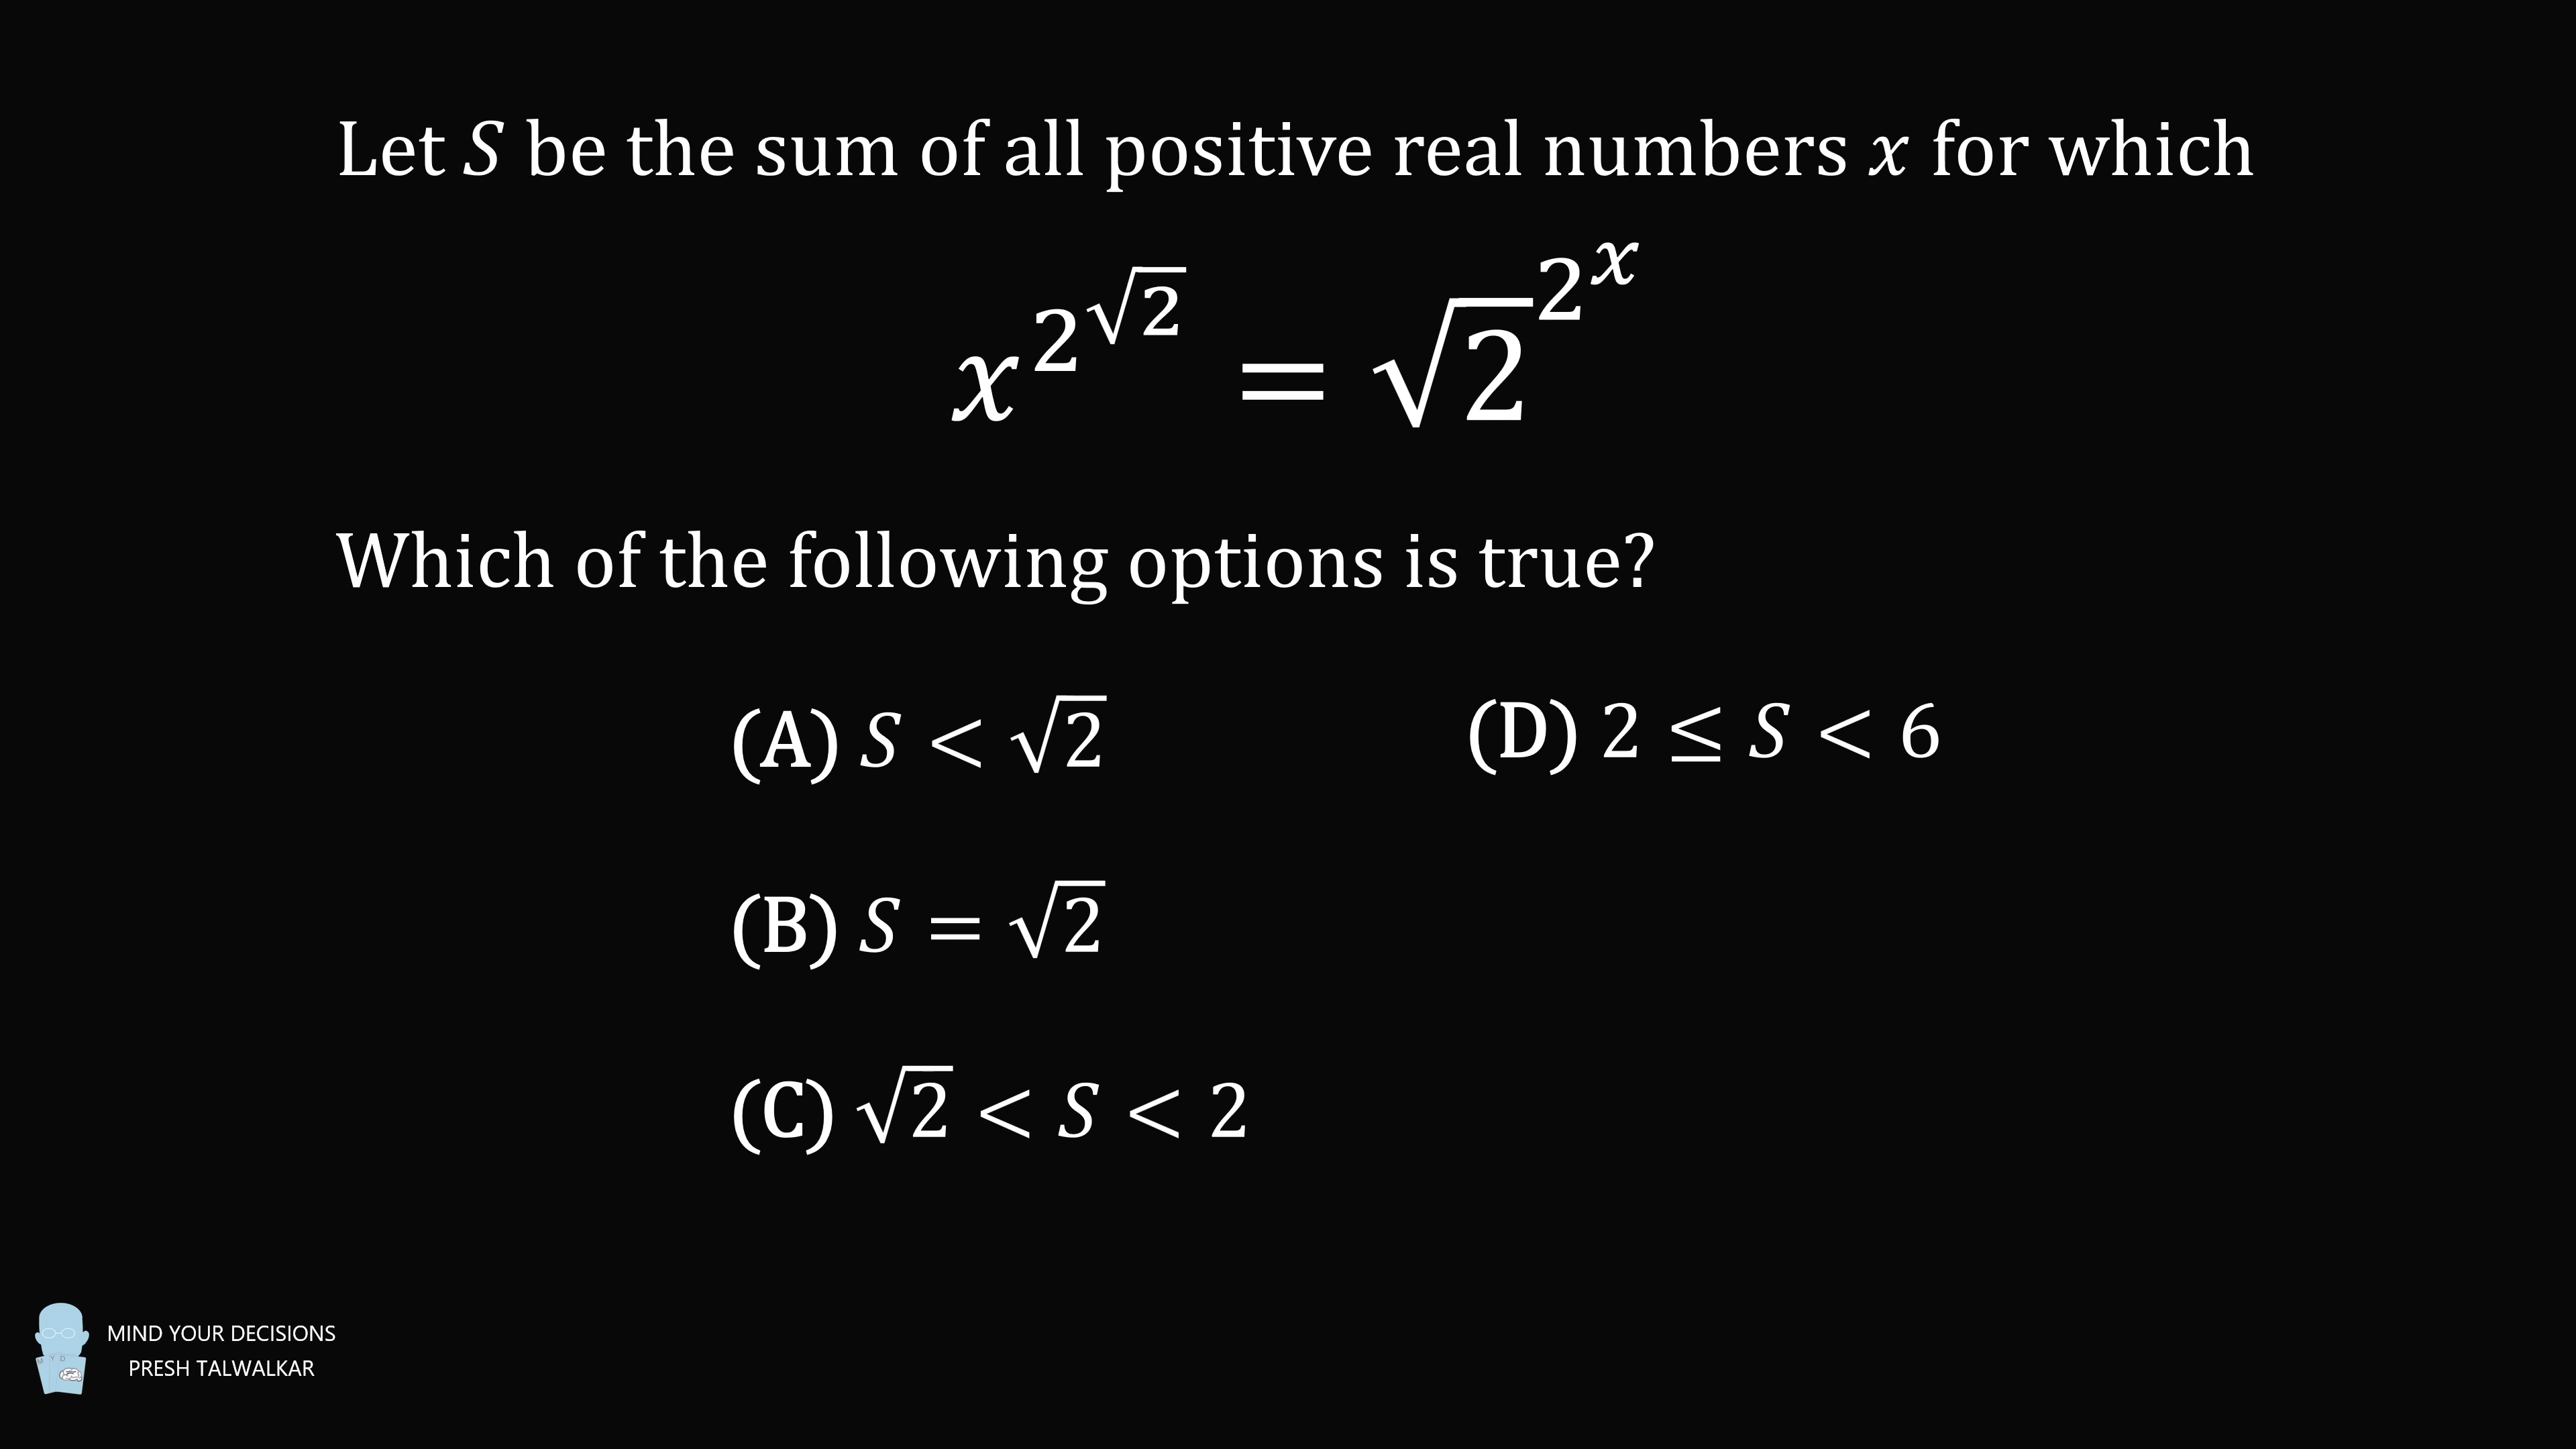 Let S be the sum of all positive real numbers x for which
x^{2^{√2}} = √2^{2^x}
Which of the following options is true?
(A) S < √2
(B) S = √2
(C) √2 < S < 2
(D) 2 ≤ S < 6
MIND YOUR DECISIONS
PRESH TALWALKAR